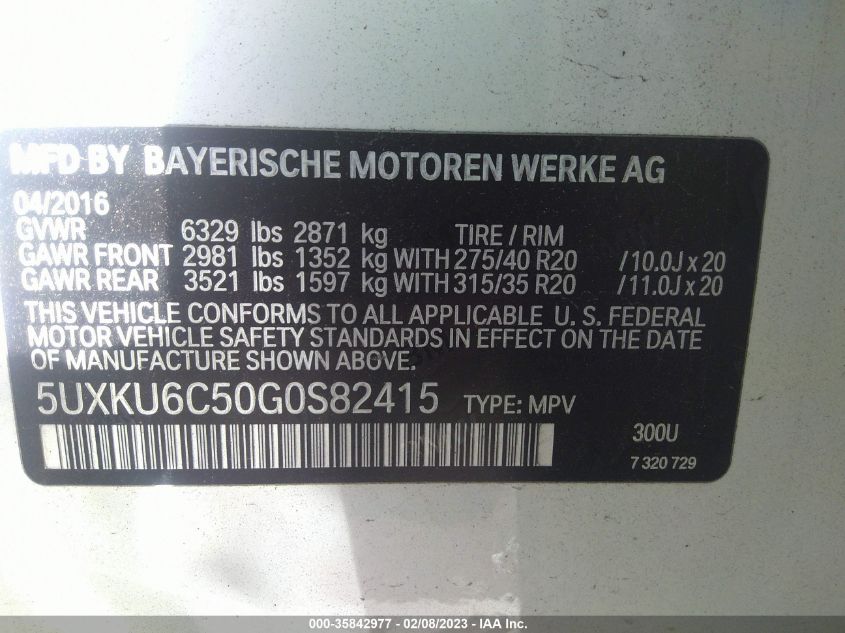 MFD BY BAYERISCHE MOTOREN WERKE AG
04/2016
GVWR 6329 lbs 2871 kg TIRE / RIM
GAWR FRONT 2981 lbs 1352 kg WITH 275/40 R20 /10.0J x 20
GAWR REAR 3521 lbs 1597 kg WITH 315/35 R20 /11.0J x 20
THIS VEHICLE CONFORMS TO ALL APPLICABLE U. S. FEDERAL
MOTOR VEHICLE SAFETY STANDARDS IN EFFECT ON THE DATE
OF MANUFACTURE SHOWN ABOVE.
5UXKU6C50G0S82415 TYPE: MPV
300U
7 320 729
000-35842977 - 02/08/2023 - IAA Inc.